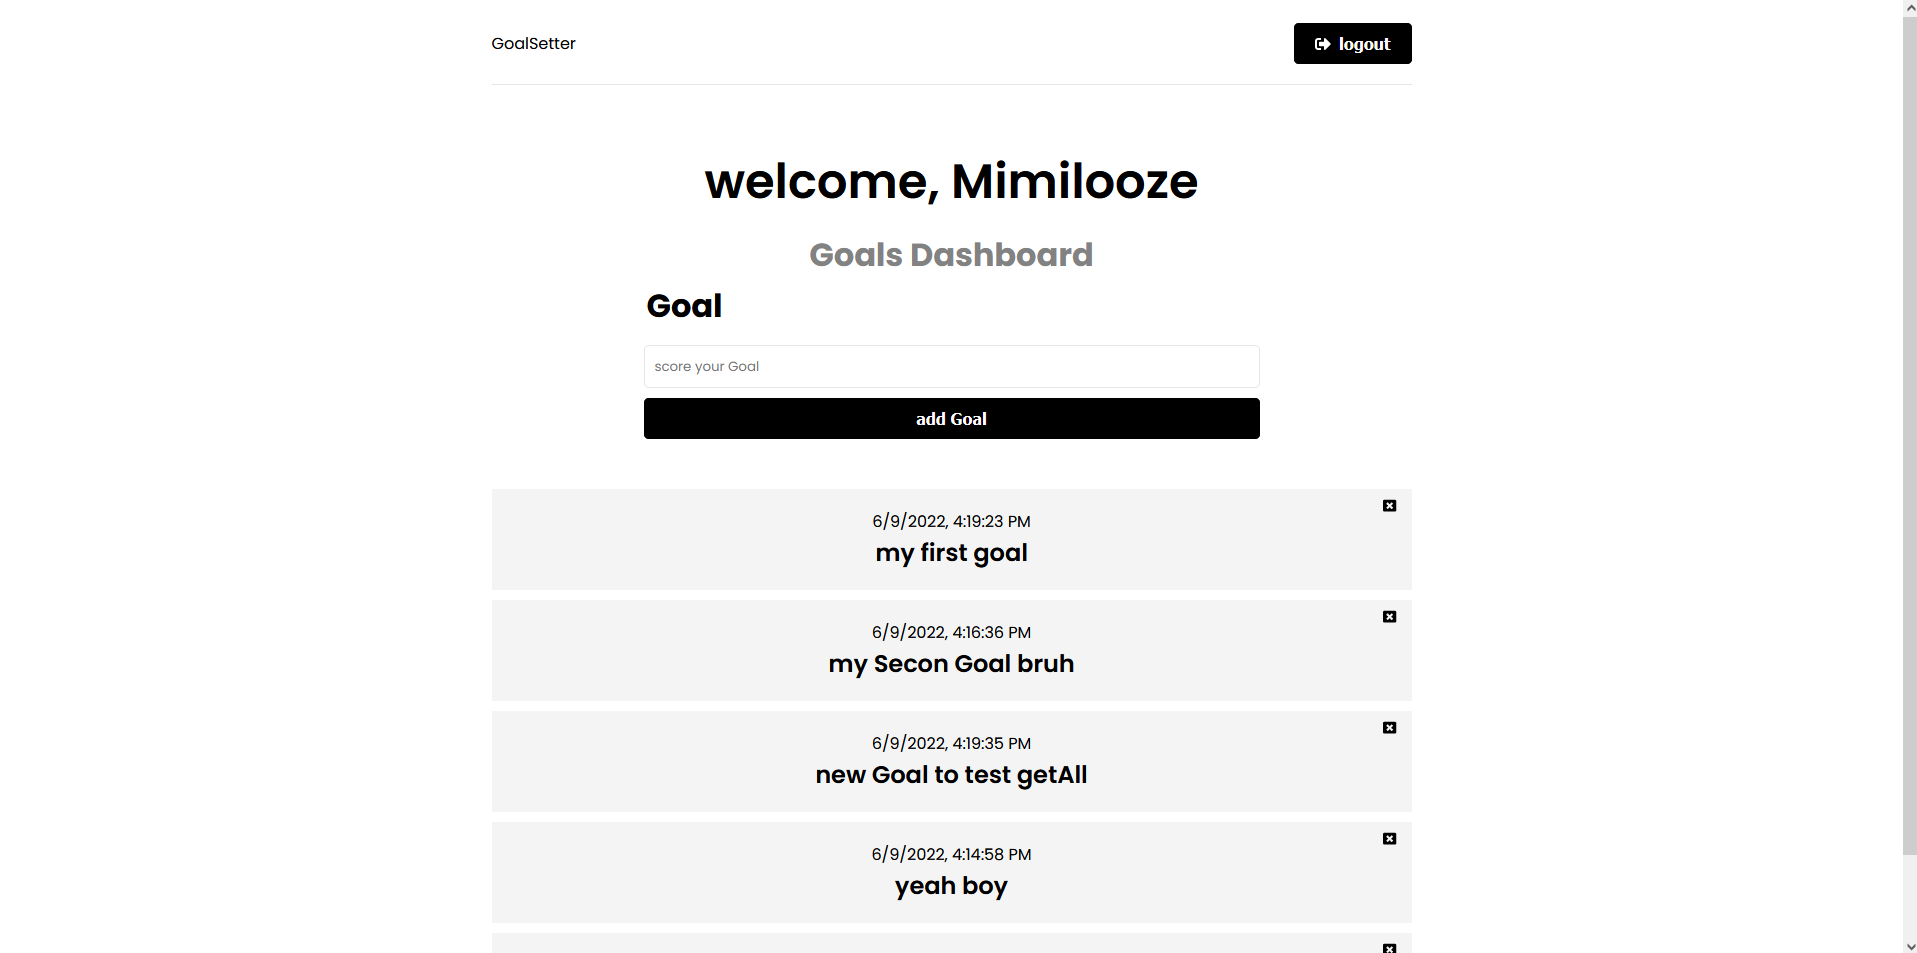 GoalSetter
logout
welcome, Mimilooze
Goals Dashboard
Goal
score your Goal
add Goal
6/9/2022, 4:19:23 PM
my first goal
6/9/2022, 4:16:36 PM
my Secon Goal bruh
6/9/2022, 4:19:35 PM
new Goal to test getAll
6/9/2022, 4:14:58 PM
yeah boy